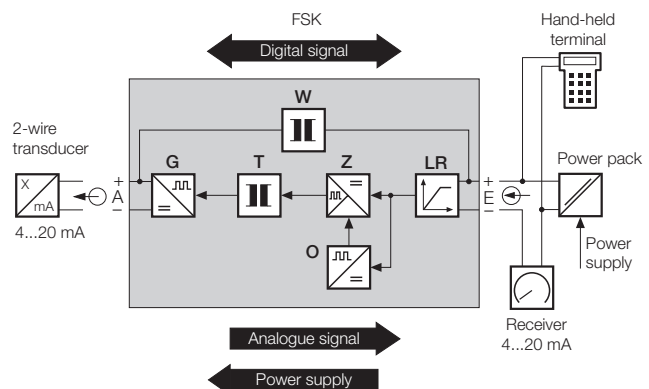 FSK
Digital signal
Hand-held
terminal
W
2-wire
transducer
G
T
Z
LR
Power pack
X
mA
+
A
–
+
E
–
4...20 mA
O
Power
supply
Receiver
4...20 mA
Analogue signal
Power supply